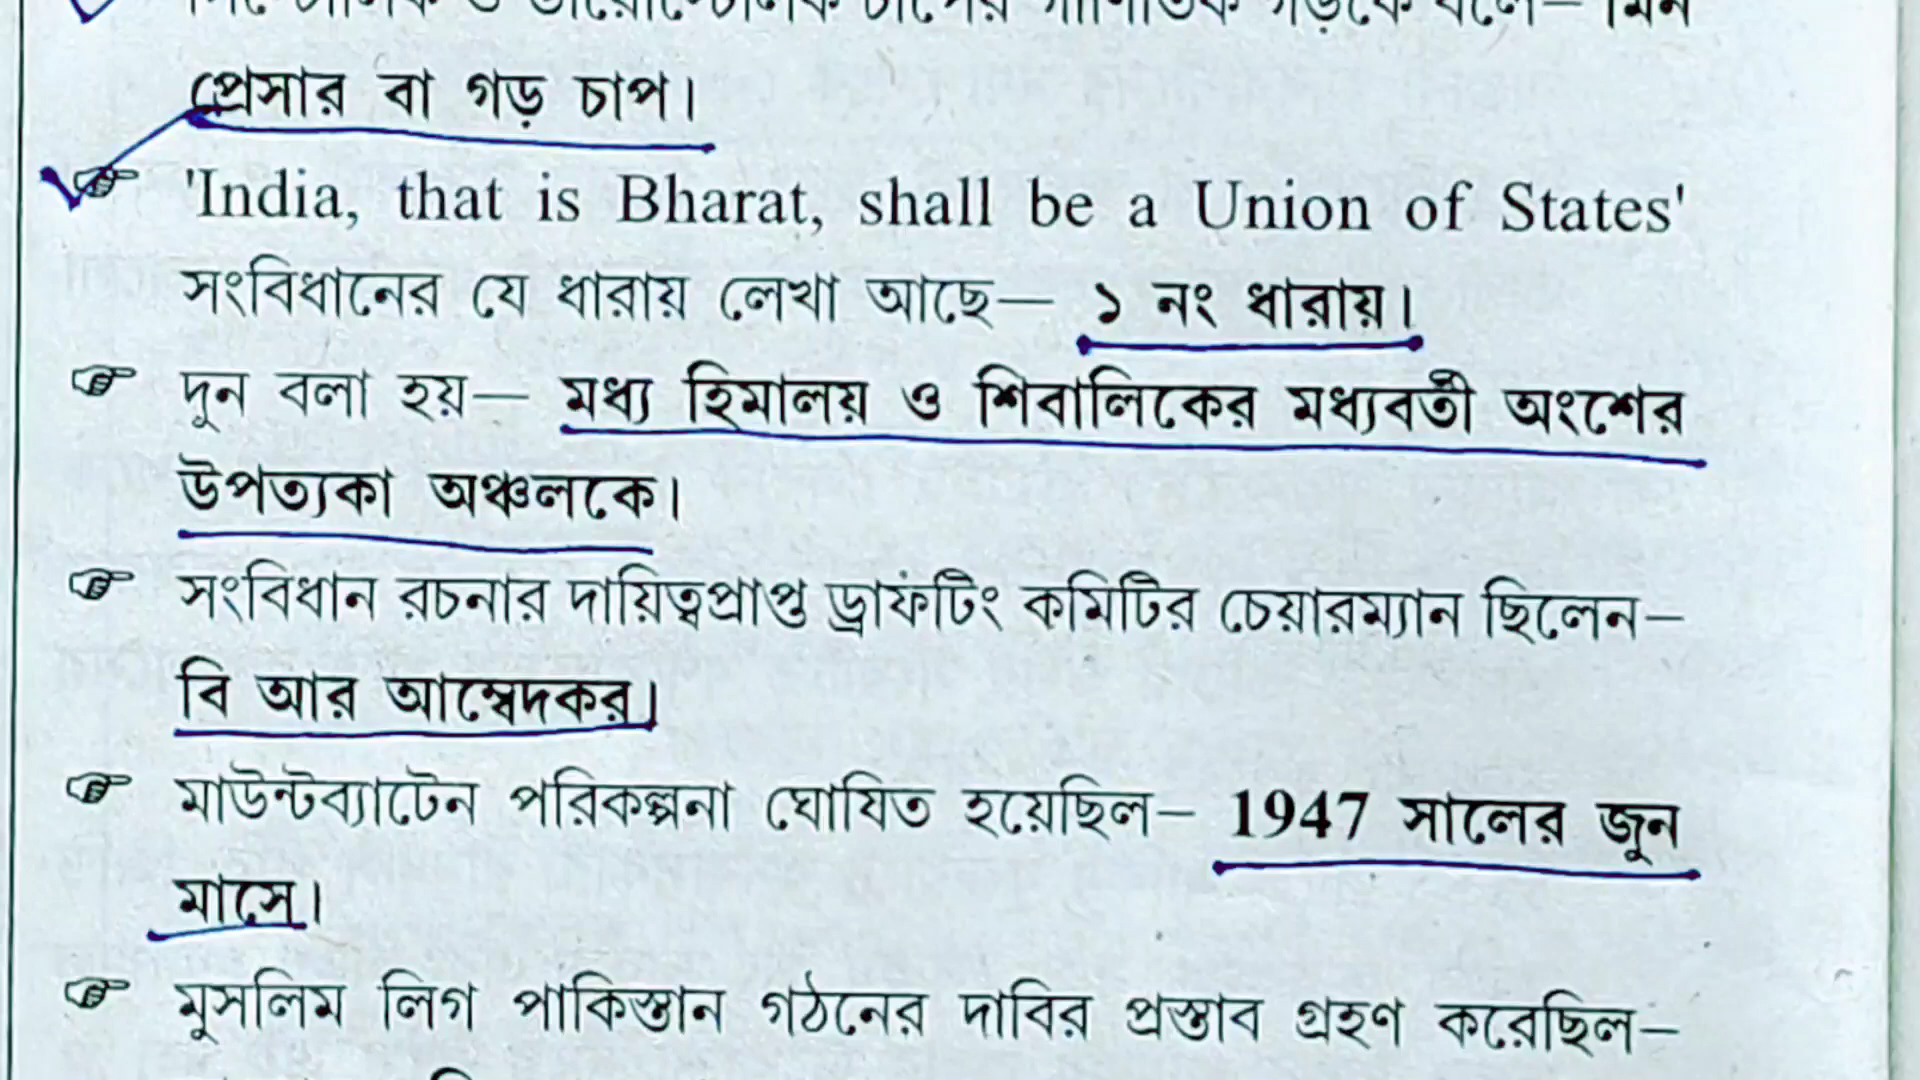 প্রেসার বা গড় চাপ।
'India, that is Bharat, shall be a Union of States'
সংবিধানের যে ধারায় লেখা আছে— ১ নং ধারায়।
দুন বলা হয়— মধ্য হিমালয় ও শিবালিকের মধ্যবর্তী অংশের
উপত্যকা অঞ্চলকে।
সংবিধান রচনার দায়িত্বপ্রাপ্ত ড্রাফটিং কমিটির চেয়ারম্যান ছিলেন—
বি আর আম্বেদকর।
মাউন্টব্যাটেন পরিকল্পনা ঘোষিত হয়েছিল— 1947 সালের জুন
মাসে।
মুসলিম লিগ পাকিস্তান গঠনের দাবির প্রস্তাব গ্রহণ করেছিল—